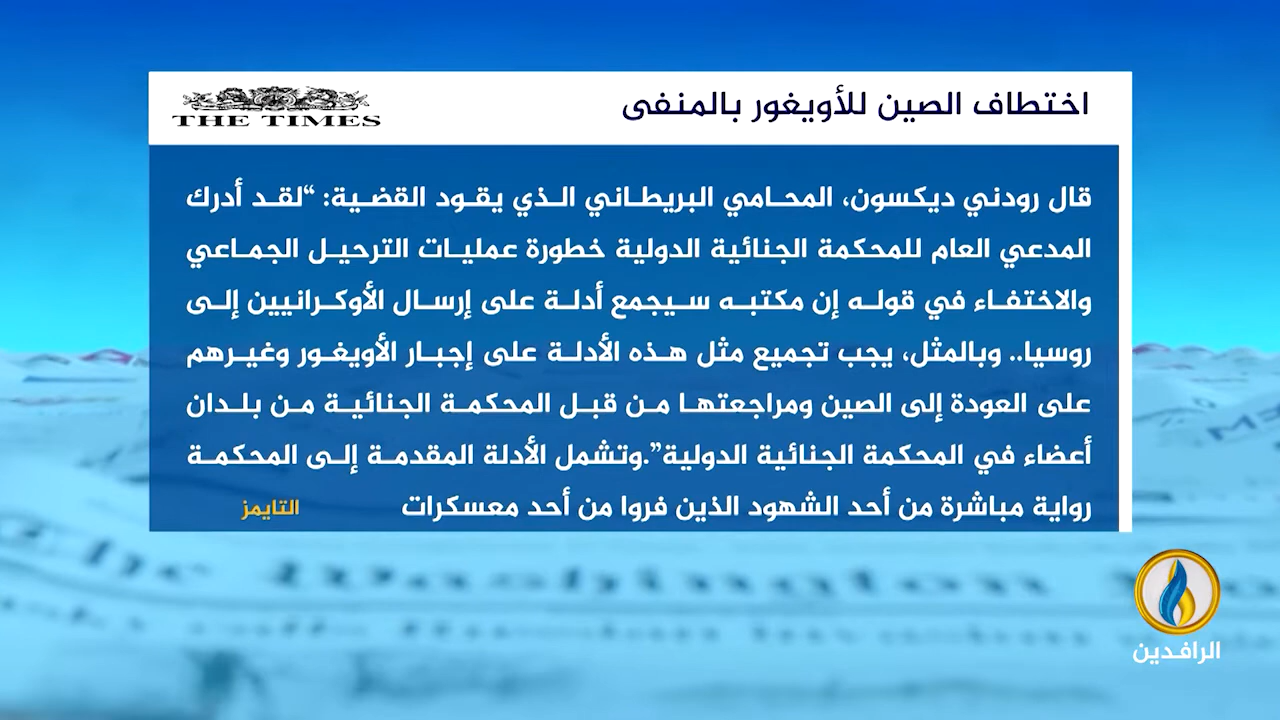 اختطاف الصين للأويغور بالمنفى
THE TIMES
قال رودني ديكسون، المحامي البريطاني الذي يقود القضية: “لقد أدرك
المدعي العام للمحكمة الجنائية الدولية خطورة عمليات الترحيل الجماعي
والاختفاء في قوله إن مكتبه سيجمع أدلة على إرسال الأوكرانيين إلى
روسيا.. وبالمثل، يجب تجميع مثل هذه الأدلة على إجبار الأويغور وغيرهم
على العودة إلى الصين ومراجعتها من قبل المحكمة الجنائية من بلدان
أعضاء في المحكمة الجنائية الدولية”.وتشمل الأدلة المقدمة إلى المحكمة
رواية مباشرة من أحد الشهود الذين فروا من أحد معسكرات
التايمز
The Washington
الرافدين